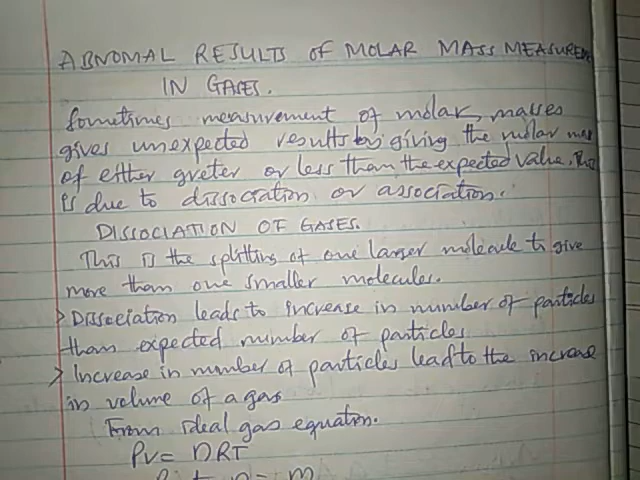 ABNOMAL RESULTS OF MOLAR MASS MEASUREMEN
IN GASES.
Sometimes measurement of molar masses
gives unexpected results by giving the molar mass
of either greter or less than the expected value. This
is due to dissociation or association.
DISSOCIATION OF GASES.
This is the splitting of one larger molecule to give
more than one smaller molecules.
> Dissociation leads to increase in number of particles
than expected number of particles
> Increase in number of particles lead to the increase
in volume of a gas
From ideal gas equation.
PV = nRT
But n = m